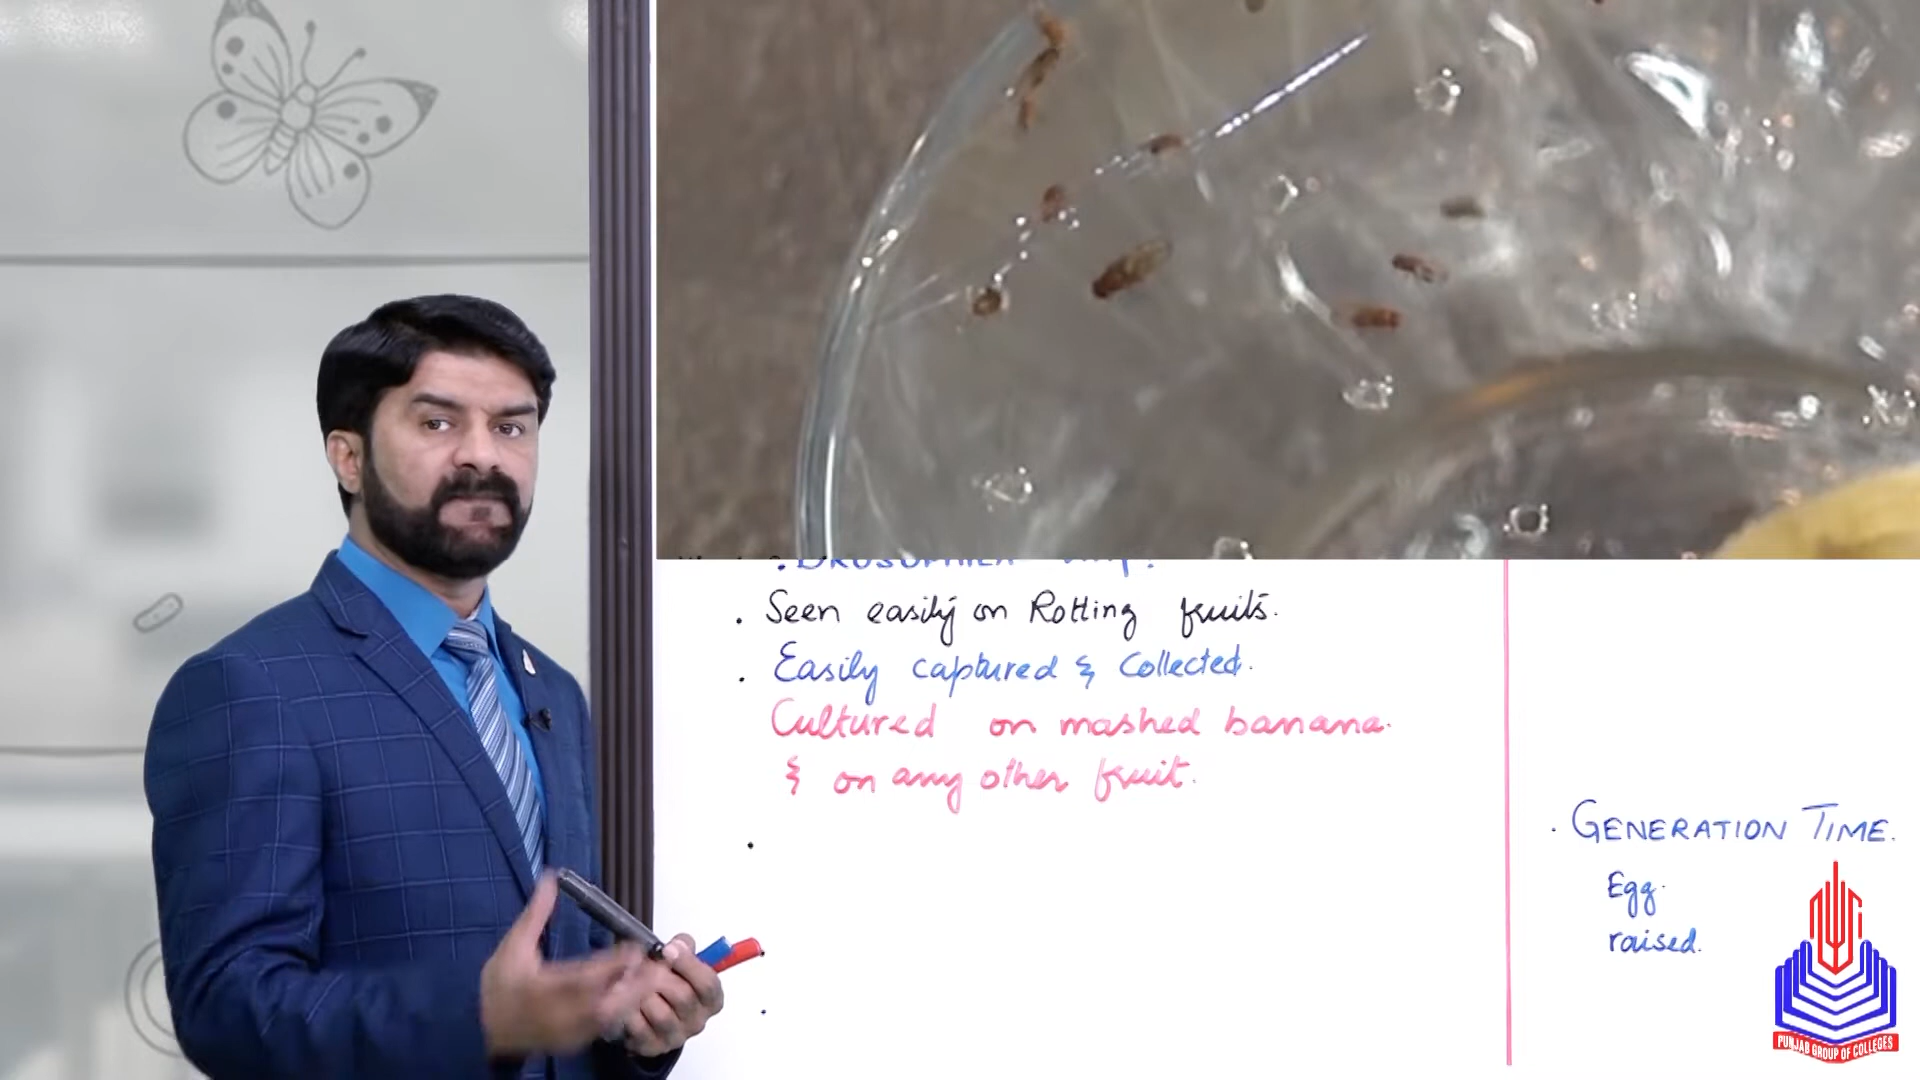 . Seen easily on Rotting fruits.
. Easily captured & Collected.
Cultured on mashed banana.
& on any other fruit.
. GENERATION TIME.
Egg.
raised.
PUNJAB GROUP OF COLLEGES